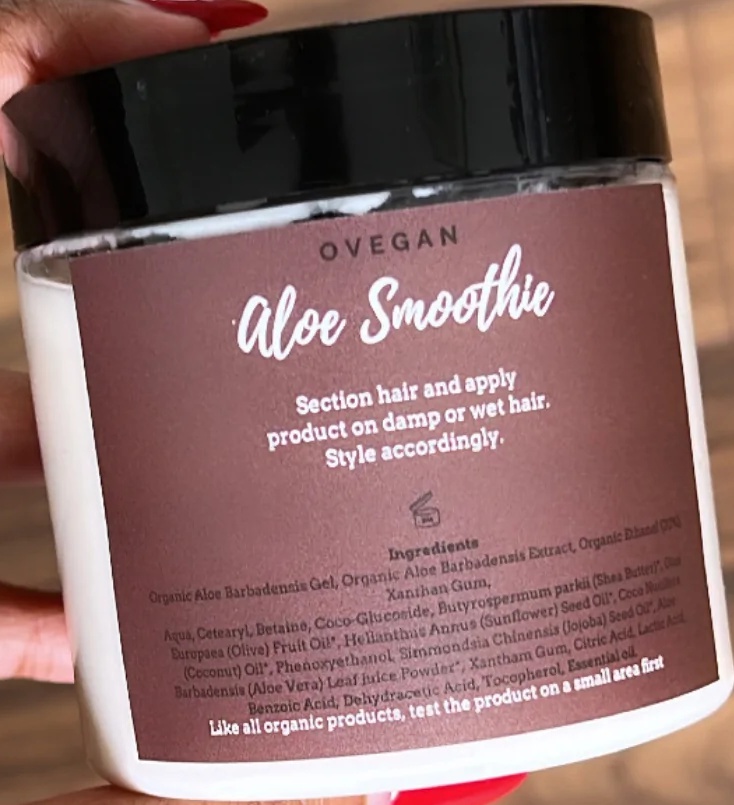 OVEGAN
Aloe Smoothie
Section hair and apply
product on damp or wet hair.
Style accordingly.
Ingredients
Organic Aloe Barbadensis Gel, Organic Aloe Barbadensis Extract, Organic Ethanol
Xanthan Gum,
Aqua, Cetearyl, Betaine, Coco-Glucoside, Butyrospermum parkii (Shea Butter)*,
Europaea (Olive) Fruit Oil*, Helianthus Annus (Sunflower) Seed Oil*, Coco
(Coconut) Oil*, Phenoxyethanol, Simmondsia Chinensis (Jojoba) Seed Oil*, Aloe
Barbadensis (Aloe Vera) Leaf Juice Powder*, Xantham Gum, Citric Acid, Lactic Acid,
Benzoic Acid, Dehydracetic Acid, Tocopherol, Essential oil.
Like all organic products, test the product on a small area first